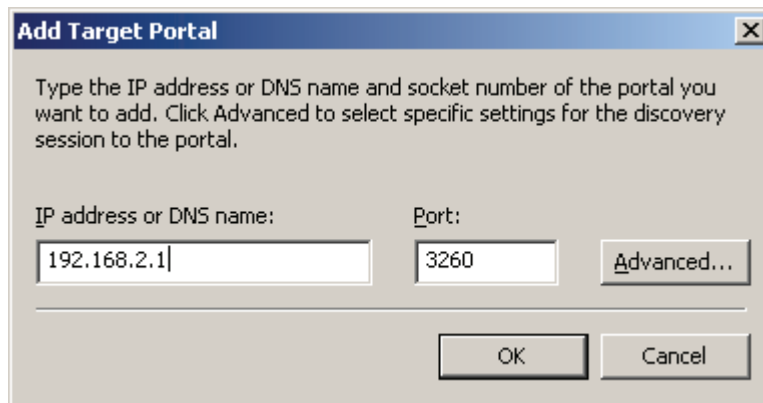 Add Target Portal
Type the IP address or DNS name and socket number of the portal you
want to add. Click Advanced to select specific settings for the discovery
session to the portal.
IP address or DNS name: Port:
192.168.2.1 3260 Advanced...
OK Cancel